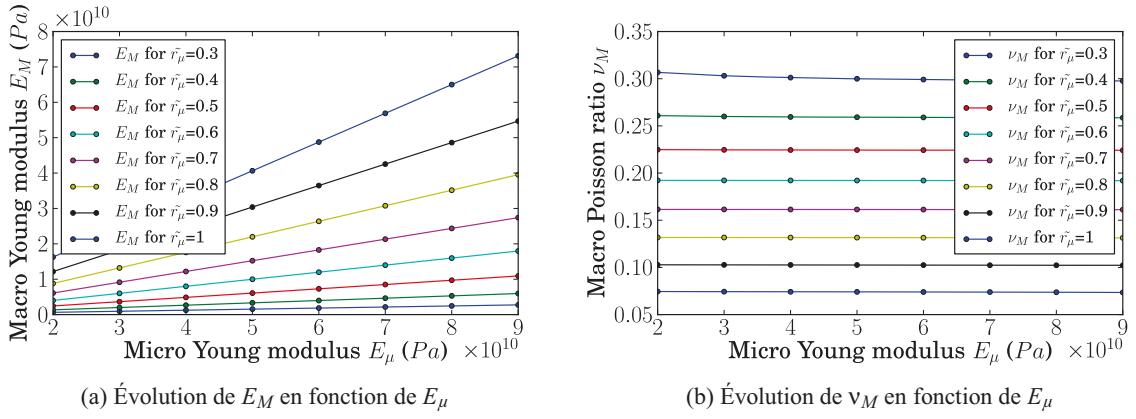 ×10¹⁰
8
7
6
5
4
3
2
1
0
Macro Young modulus E_M (Pa)
E_M for r̃_μ=0.3
E_M for r̃_μ=0.4
E_M for r̃_μ=0.5
E_M for r̃_μ=0.6
E_M for r̃_μ=0.7
E_M for r̃_μ=0.8
E_M for r̃_μ=0.9
E_M for r̃_μ=1
2 3 4 5 6 7 8 9
Micro Young modulus E_μ (Pa) ×10¹⁰
(a) Évolution de E_M en fonction de E_μ
0.35
0.30
0.25
0.20
0.15
0.10
0.05
Macro Poisson ratio ν_M
ν_M for r̃_μ=0.3
ν_M for r̃_μ=0.4
ν_M for r̃_μ=0.5
ν_M for r̃_μ=0.6
ν_M for r̃_μ=0.7
ν_M for r̃_μ=0.8
ν_M for r̃_μ=0.9
ν_M for r̃_μ=1
2 3 4 5 6 7 8 9
Micro Young modulus E_μ (Pa) ×10¹⁰
(b) Évolution de ν_M en fonction de E_μ